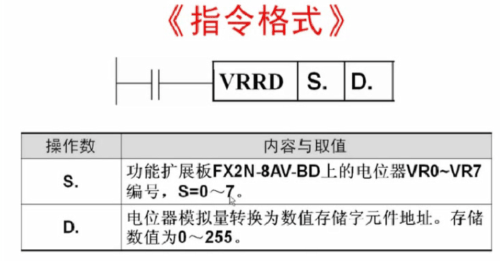 《指令格式》
VRRD S. D.
操作数 内容与取值
S. 功能扩展板FX2N-8AV-BD上的电位器VR0~VR7
编号，S=0～7。
D. 电位器模拟量转换为数值存储字元件地址。存储
数值为0～255。